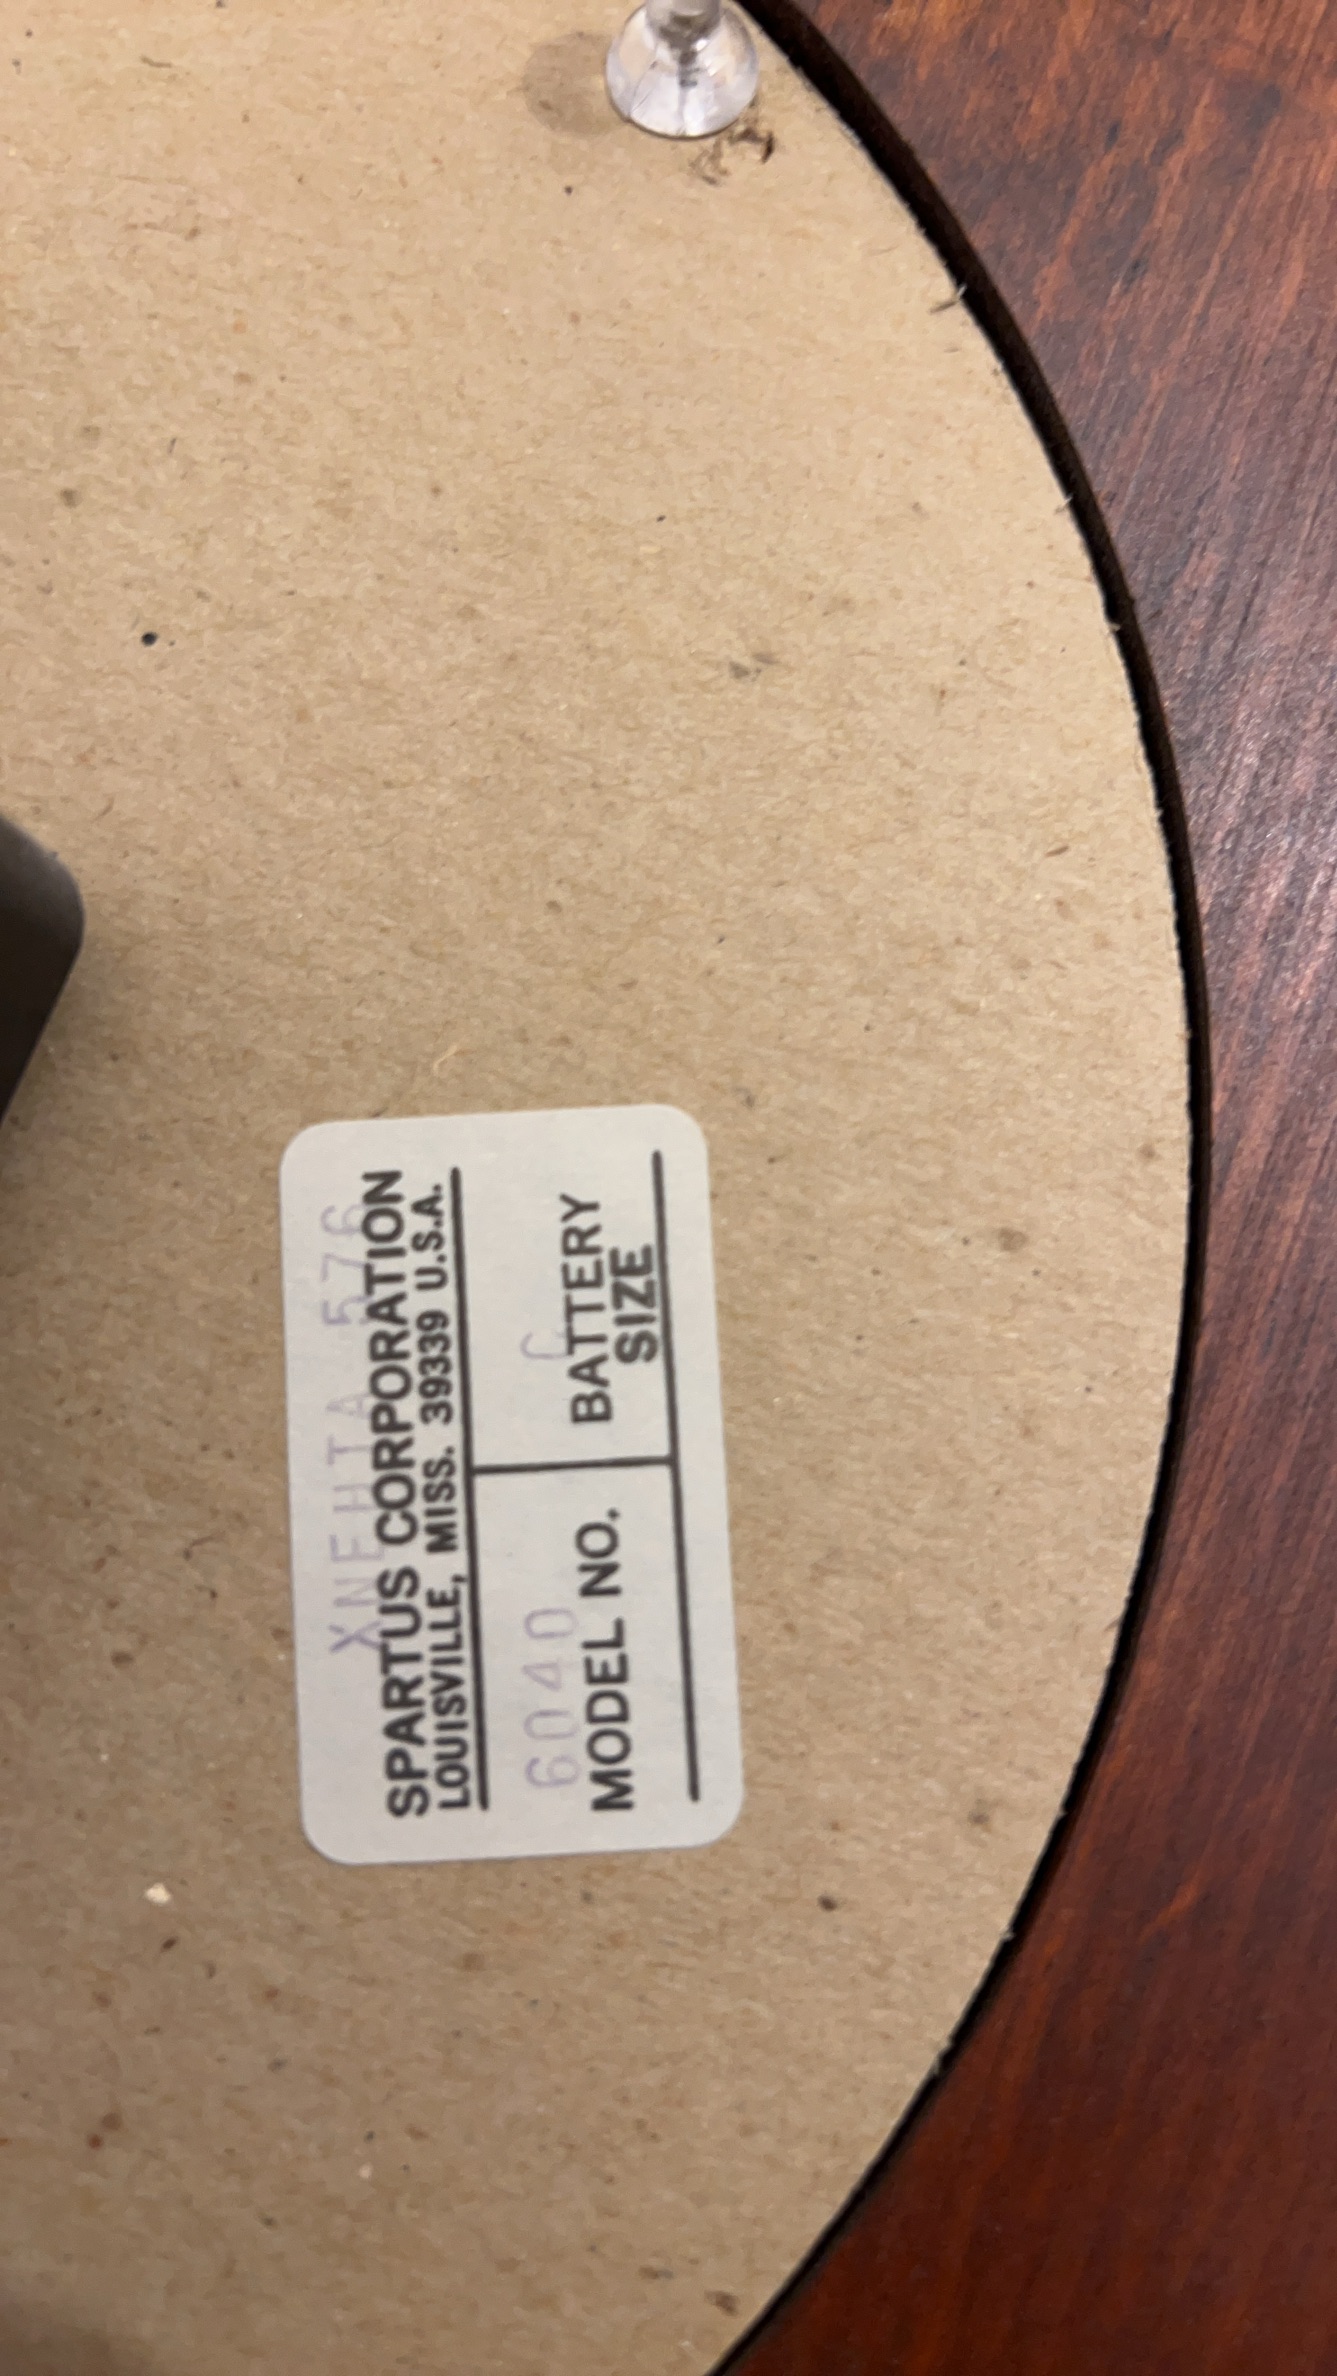 XNEHTA 576
SPARTUS CORPORATION
LOUISVILLE, MISS. 39339 U.S.A.
6040
MODEL NO.
C
BATTERY
SIZE